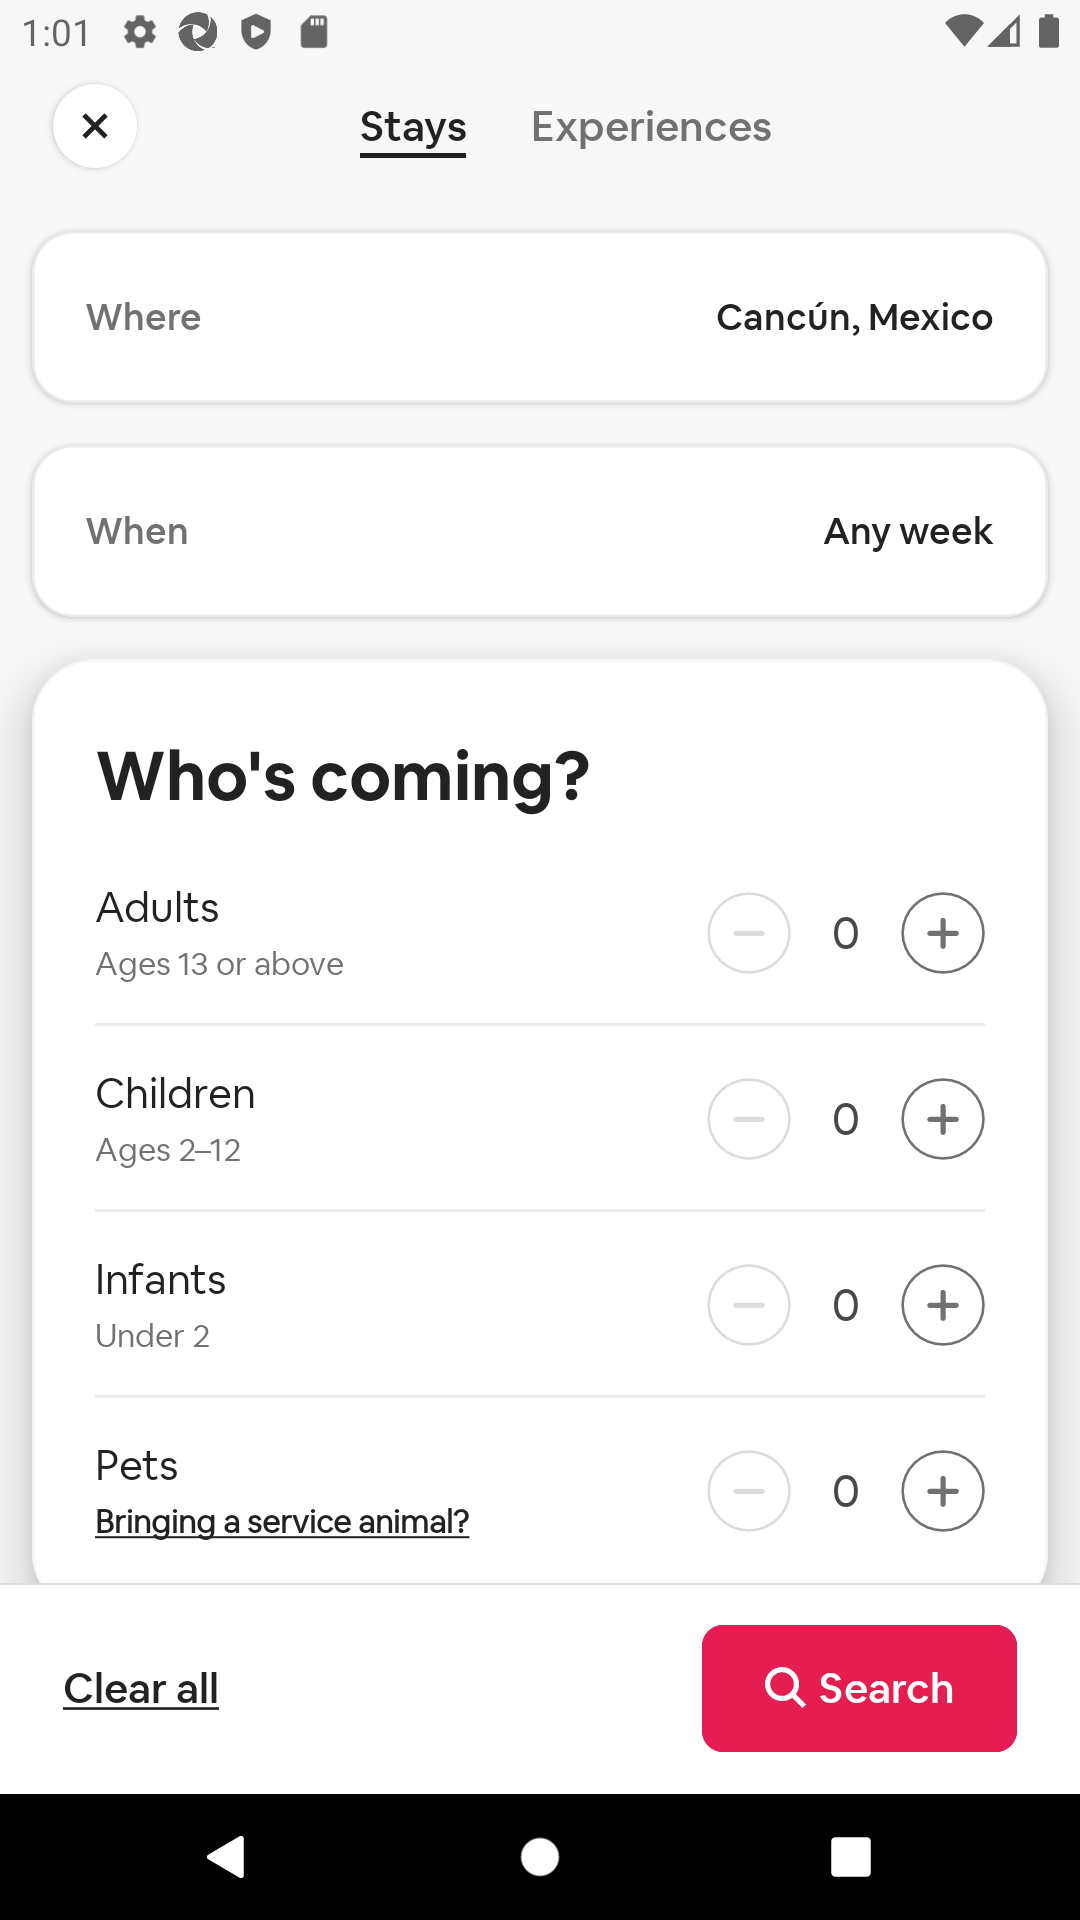 1:01
Stays Experiences
Where Cancún, Mexico
When Any week
Who's coming?
Adults
Ages 13 or above
0
Children
Ages 2–12
0
Infants
Under 2
0
Pets
Bringing a service animal?
0
Clear all
Search